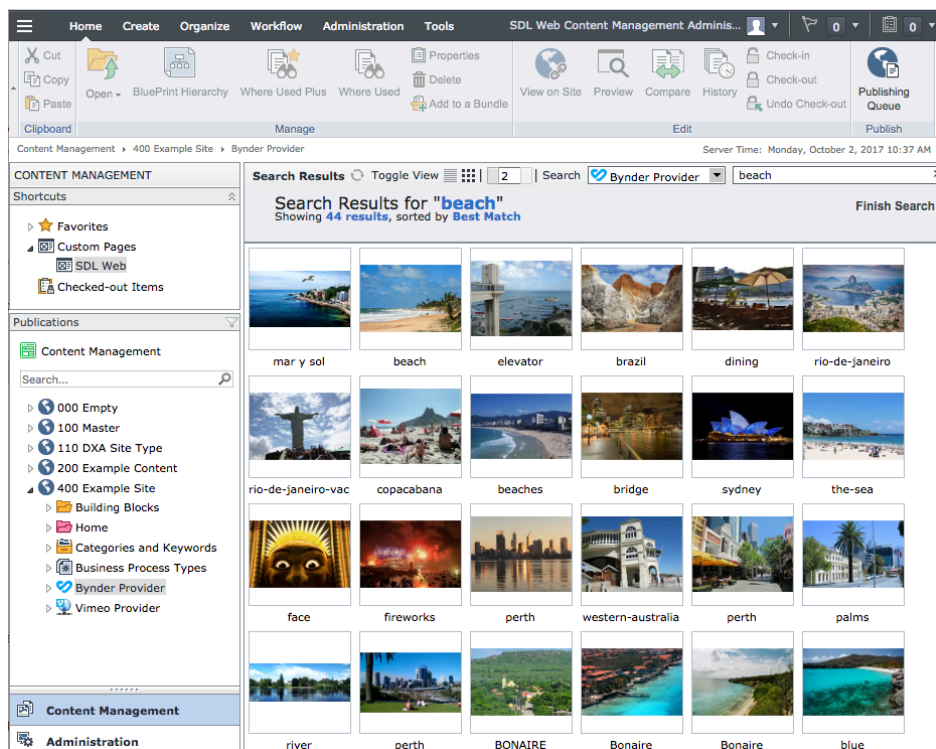 Home Create Organize Workflow Administration Tools SDL Web Content Management Adminis... 0 0
Cut
Copy
Paste
Open
BluePrint Hierarchy
Where Used Plus
Where Used
Properties
Delete
Add to a Bundle
View on Site
Preview
Compare
History
Check-in
Check-out
Undo Check-out
Publishing
Queue
Clipboard Manage Edit Publish
Content Management 400 Example Site Bynder Provider Server Time: Monday, October 2, 2017 10:37 AM
CONTENT MANAGEMENT
Shortcuts
Favorites
Custom Pages
SDL Web
Checked-out Items
Publications
Content Management
Search...
000 Empty
100 Master
110 DXA Site Type
200 Example Content
400 Example Site
Building Blocks
Home
Categories and Keywords
Business Process Types
Bynder Provider
Vimeo Provider
Content Management
Administration
Search Results Toggle View | 2 | Search Bynder Provider beach
Search Results for "beach"
Showing 44 results, sorted by Best Match
Finish Search
mar y sol beach elevator brazil dining rio-de-janeiro
rio-de-janeiro-vac copacabana beaches bridge sydney the-sea
face fireworks perth western-australia perth palms
river perth BONAIRE Bonaire Bonaire blue